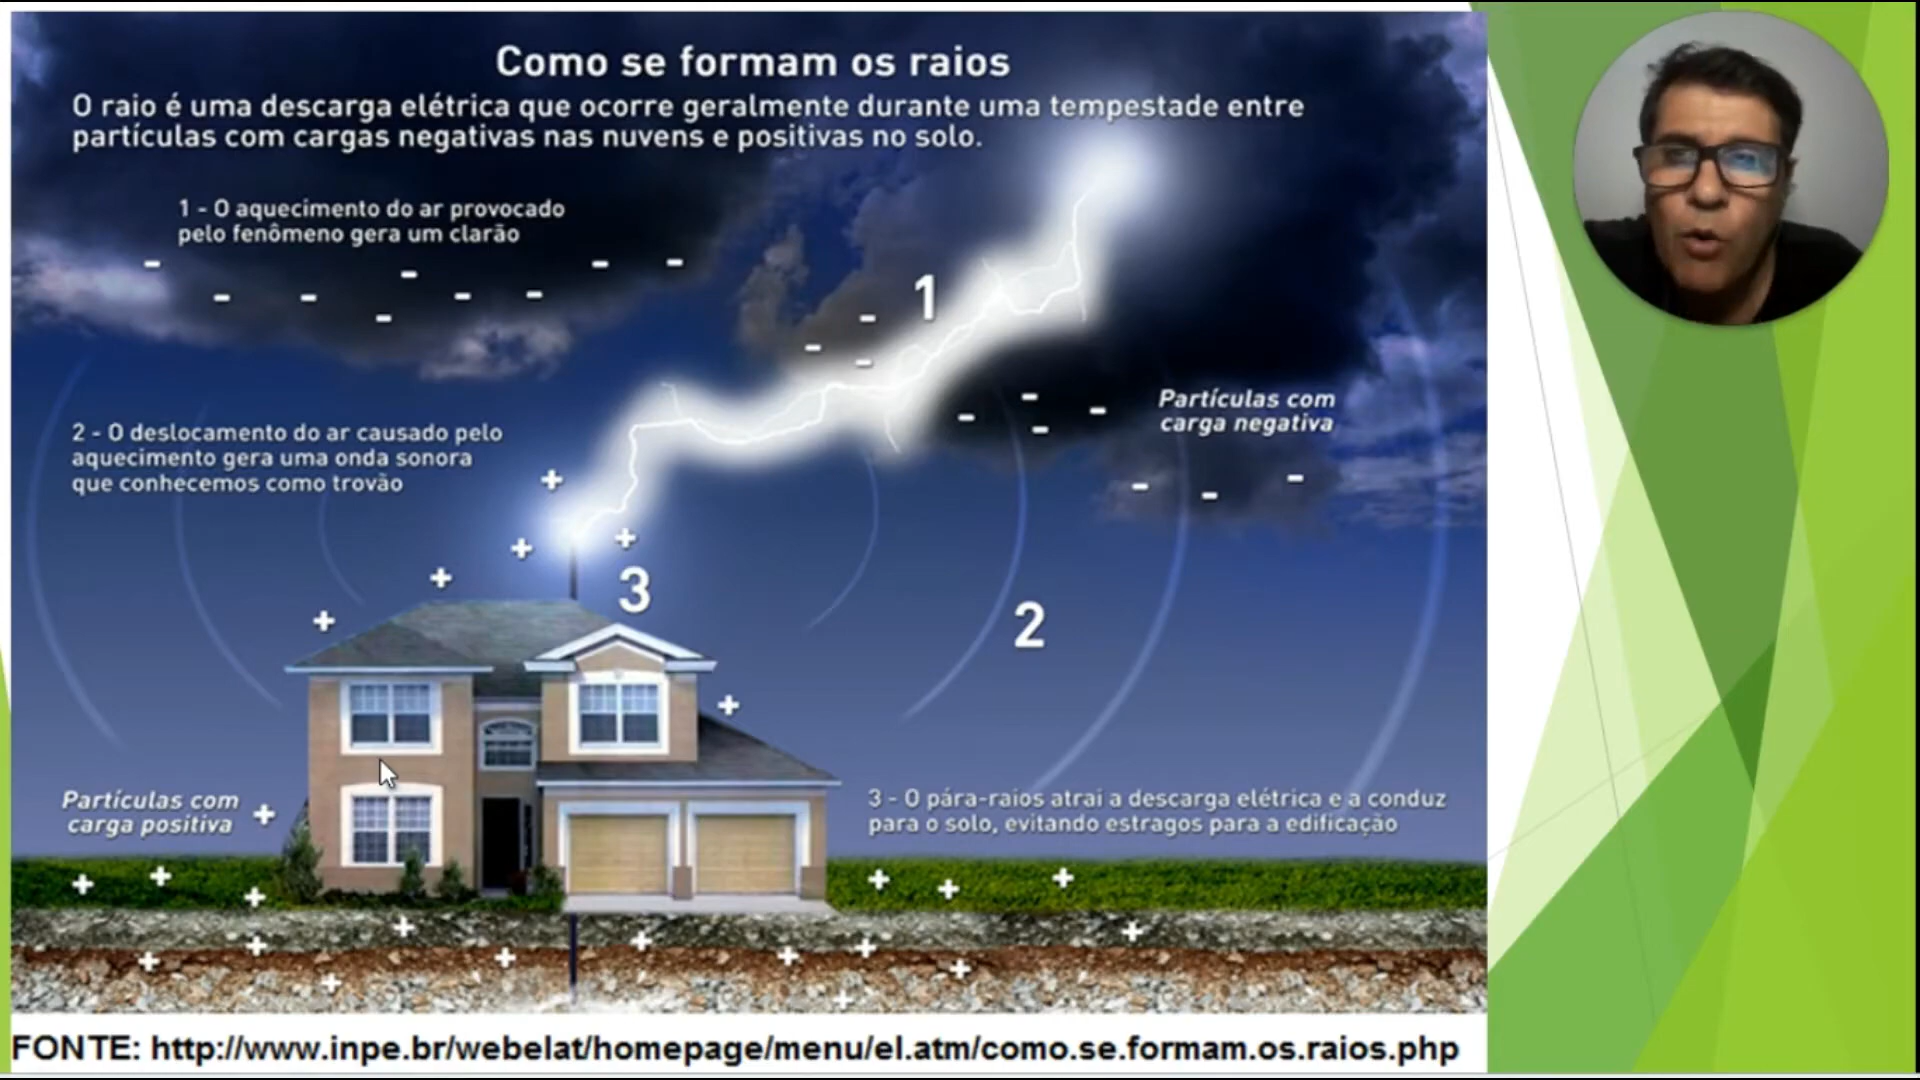 Como se formam os raios
O raio é uma descarga elétrica que ocorre geralmente durante uma tempestade entre
partículas com cargas negativas nas nuvens e positivas no solo.
1 - O aquecimento do ar provocado
pelo fenômeno gera um clarão
1
Partículas com
carga negativa
2 - O deslocamento do ar causado pelo
aquecimento gera uma onda sonora
que conhecemos como trovão
3
2
Partículas com
carga positiva
3 - O pára-raios atrai a descarga elétrica e a conduz
para o solo, evitando estragos para a edificação
FONTE: http://www.inpe.br/webelat/homepage/menu/el.atm/como.se.formam.os.raios.php